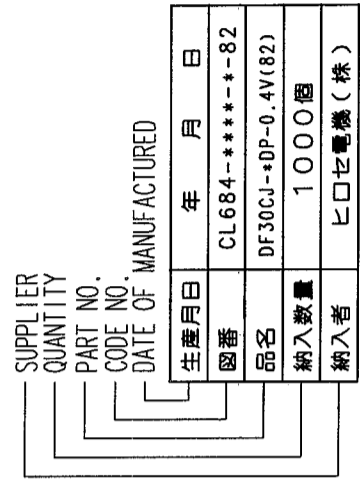 SUPPLIER
QUANTITY
PART NO.
CODE NO.
DATE OF MANUFACTURED
生産月日 年 月 日
図番 CL684-****-*-82
品名 DF30CJ-*DP-0.4V(82)
納入数量 1000個
納入者 ヒロセ電機(株)